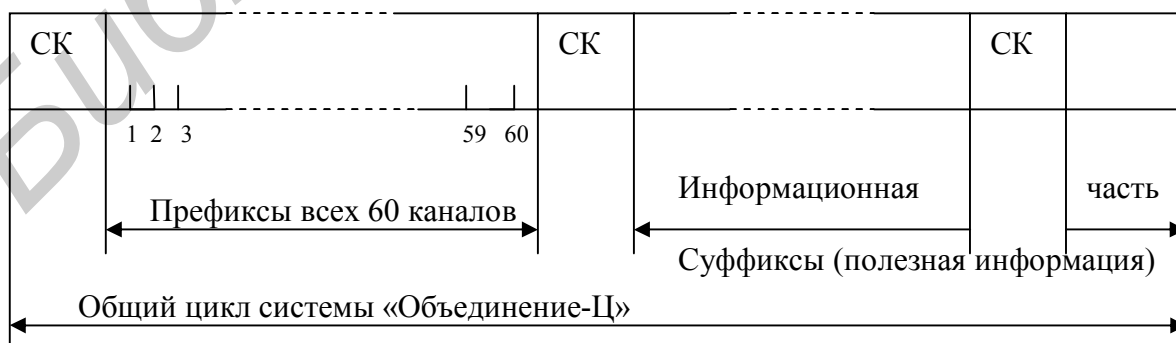 СК СК СК
1 2 3 59 60
Информационная часть
Префиксы всех 60 каналов
Суффиксы (полезная информация)
Общий цикл системы «Объединение-Ц»